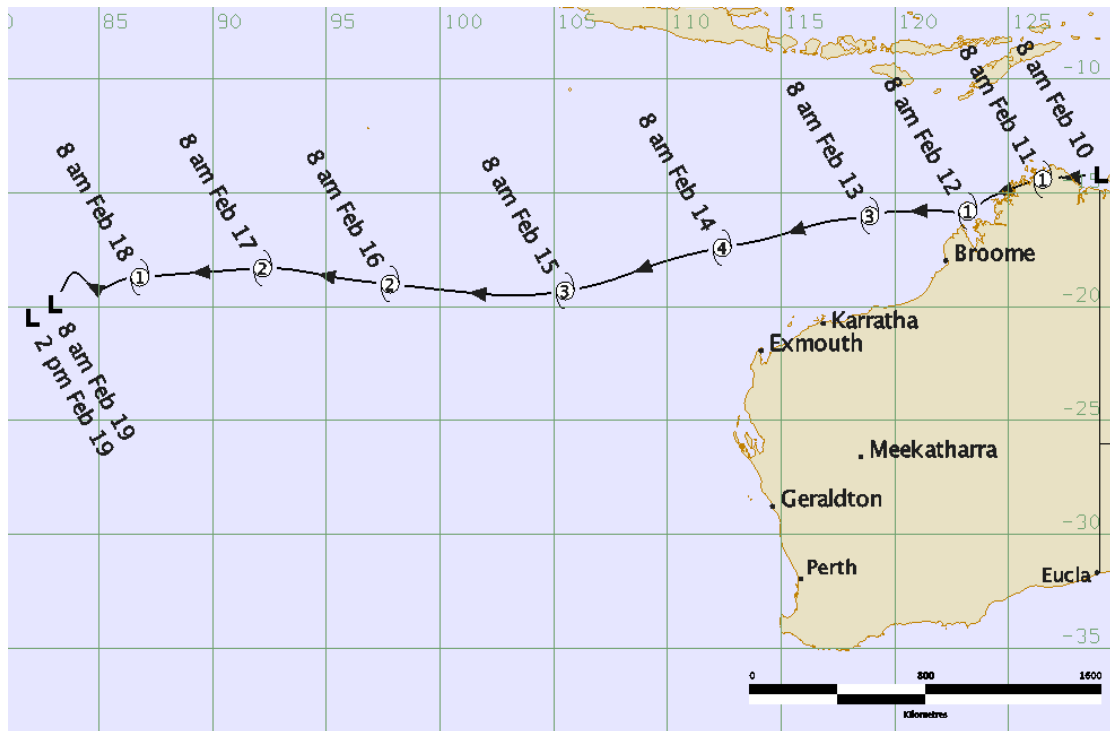 85 90 95 100 105 110 115 120 125
-10
8 am Feb 10
8 am Feb 11
8 am Feb 12
8 am Feb 13
8 am Feb 14
8 am Feb 15
8 am Feb 16
8 am Feb 17
8 am Feb 18
8 am Feb 19
2 pm Feb 19
L
1
1
3
4
3
2
2
1
L
L
Broome
-20
Karratha
Exmouth
-25
Meekatharra
Geraldton
-30
Perth
Eucla
-35
0 800 1600
Kilometres